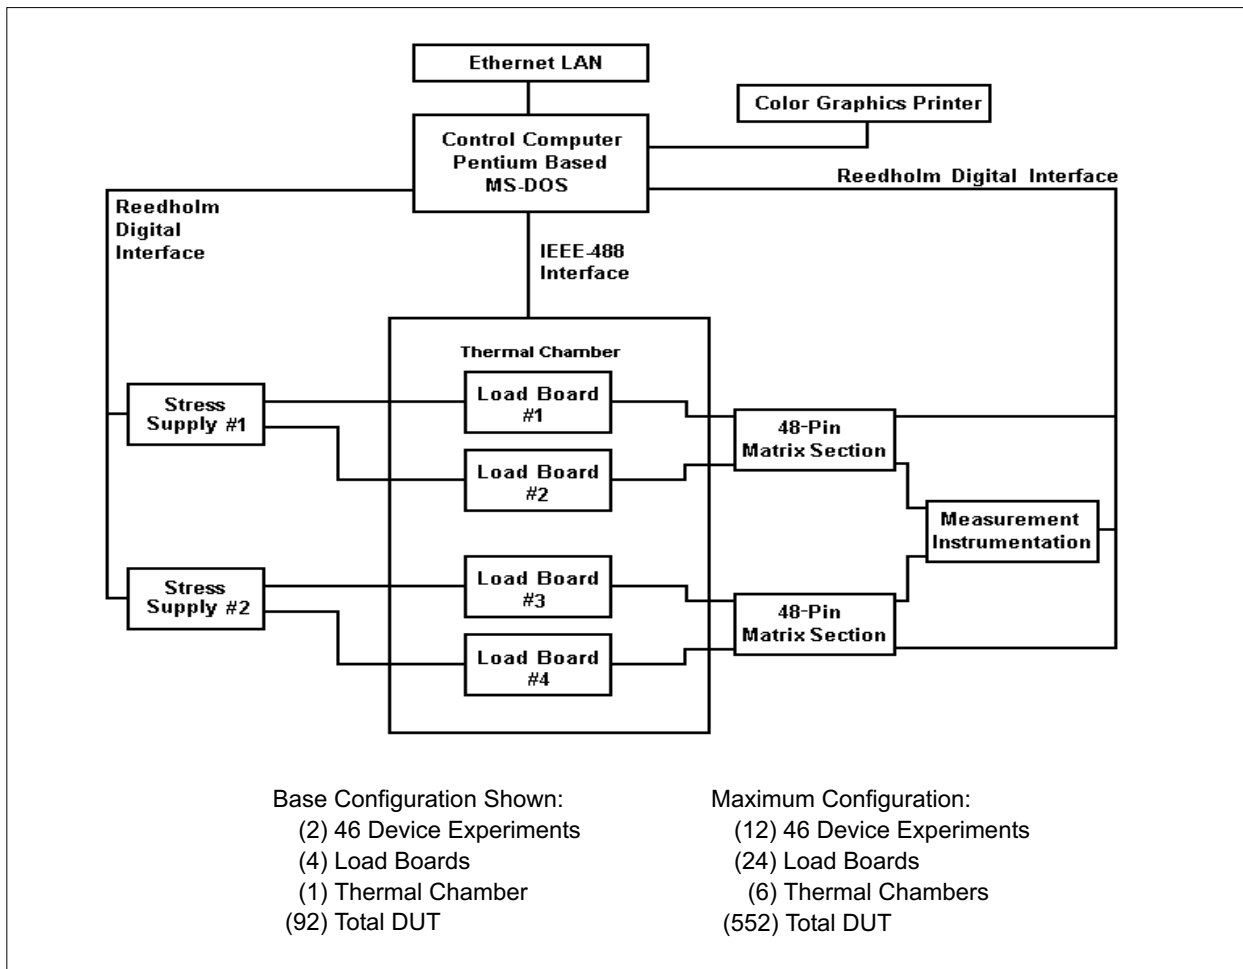 Ethernet LAN
Color Graphics Printer
Control Computer
Pentium Based
MS-DOS
Reedholm Digital Interface
Reedholm
Digital
Interface
IEEE-488
Interface
Thermal Chamber
Stress
Supply #1
Load Board
#1
48-Pin
Matrix Section
Load Board
#2
Measurement
Instrumentation
Stress
Supply #2
Load Board
#3
48-Pin
Matrix Section
Load Board
#4
Base Configuration Shown:
(2) 46 Device Experiments
(4) Load Boards
(1) Thermal Chamber
(92) Total DUT
Maximum Configuration:
(12) 46 Device Experiments
(24) Load Boards
(6) Thermal Chambers
(552) Total DUT